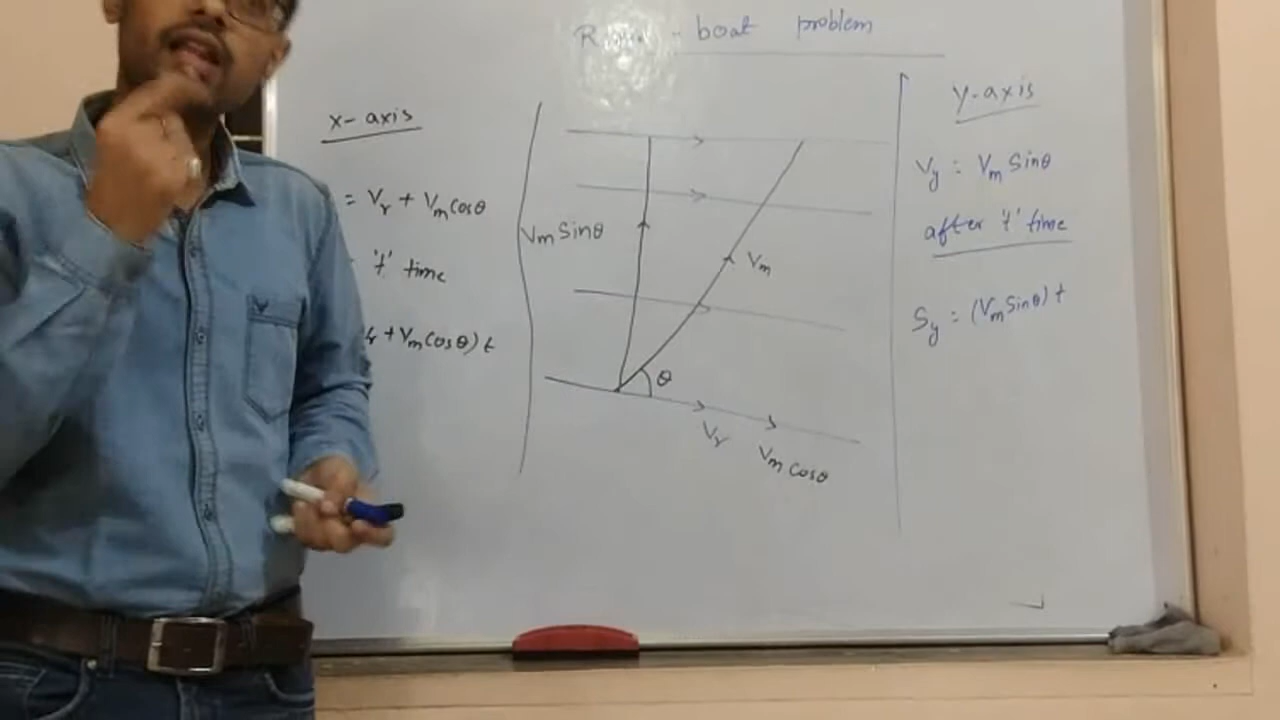 boat problem
x-axis
= Vr + Vm cosθ
't' time
+ Vm cosθ) t
Vm Sinθ
Vm
θ
Vr
Vm cosθ
y-axis
Vy = Vm Sinθ
after 't' time
Sy = (Vm Sinθ) t